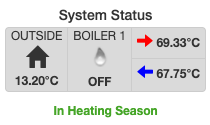 System Status
OUTSIDE
13.20°C
BOILER 1
OFF
69.33°C
67.75°C
In Heating Season